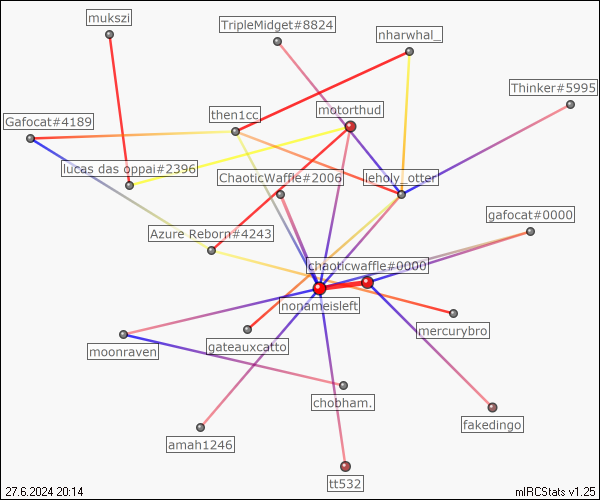 mukszi
TripleMidget#8824
nharwhal_
Thinker#5995
Gafocat#4189
then1cc
motorthud
lucas das oppai#2396
ChaoticWaffle#2006
leholy_otter
gafocat#0000
Azure Reborn#4243
chaoticwaffle#0000
nonameisleft
mercurybro
moonraven
gateauxcatto
chobham.
fakedingo
amah1246
tt532
27.6.2024 20:14
mIRCStats v1.25